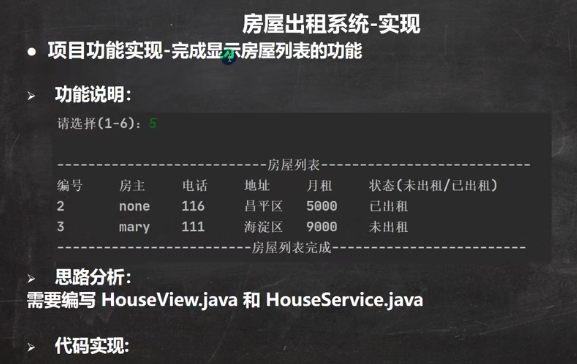 房屋出租系统-实现
● 项目功能实现-完成显示房屋列表的功能
➢ 功能说明：
请选择(1-6)：5
---------------------------房屋列表---------------------------
编号 房主 电话 地址 月租 状态(未出租/已出租)
2 none 116 昌平区 5000 已出租
3 mary 111 海淀区 9000 未出租
-------------------------房屋列表完成-------------------------
➢ 思路分析：
需要编写 HouseView.java 和 HouseService.java
➢ 代码实现: